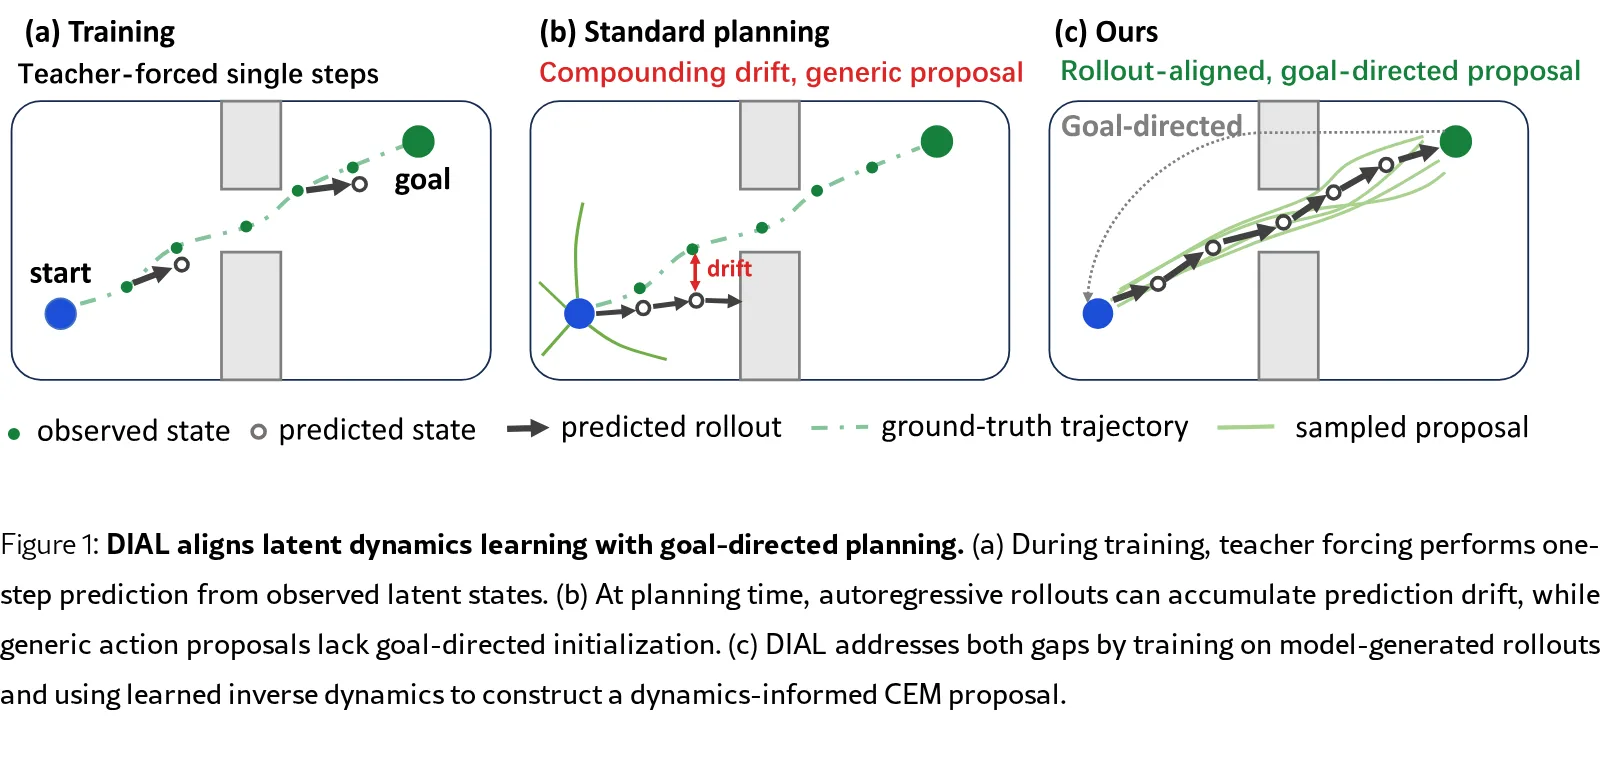 (a) Training
Teacher-forced single steps
start
goal
(b) Standard planning
Compounding drift, generic proposal
drift
(c) Ours
Rollout-aligned, goal-directed proposal
Goal-directed
observed state
predicted state
predicted rollout
ground-truth trajectory
sampled proposal
Figure 1: DIAL aligns latent dynamics learning with goal-directed planning. (a) During training, teacher forcing performs one-
step prediction from observed latent states. (b) At planning time, autoregressive rollouts can accumulate prediction drift, while
generic action proposals lack goal-directed initialization. (c) DIAL addresses both gaps by training on model-generated rollouts
and using learned inverse dynamics to construct a dynamics-informed CEM proposal.